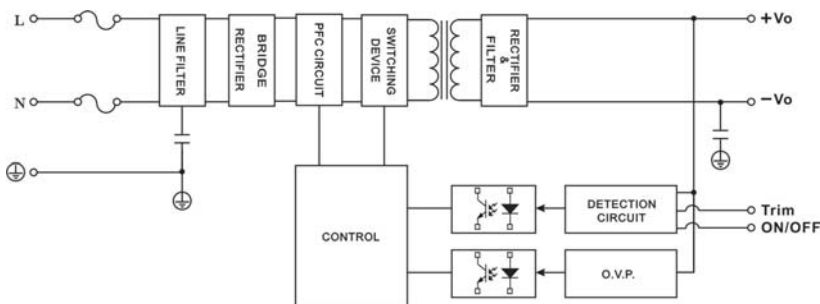 L
N
LINE FILTER
BRIDGE
RECTIFIER
PFC CIRCUIT
SWITCHING
DEVICE
RECTIFIER
&
FILTER
+Vo
−Vo
CONTROL
DETECTION
CIRCUIT
Trim
ON/OFF
O.V.P.